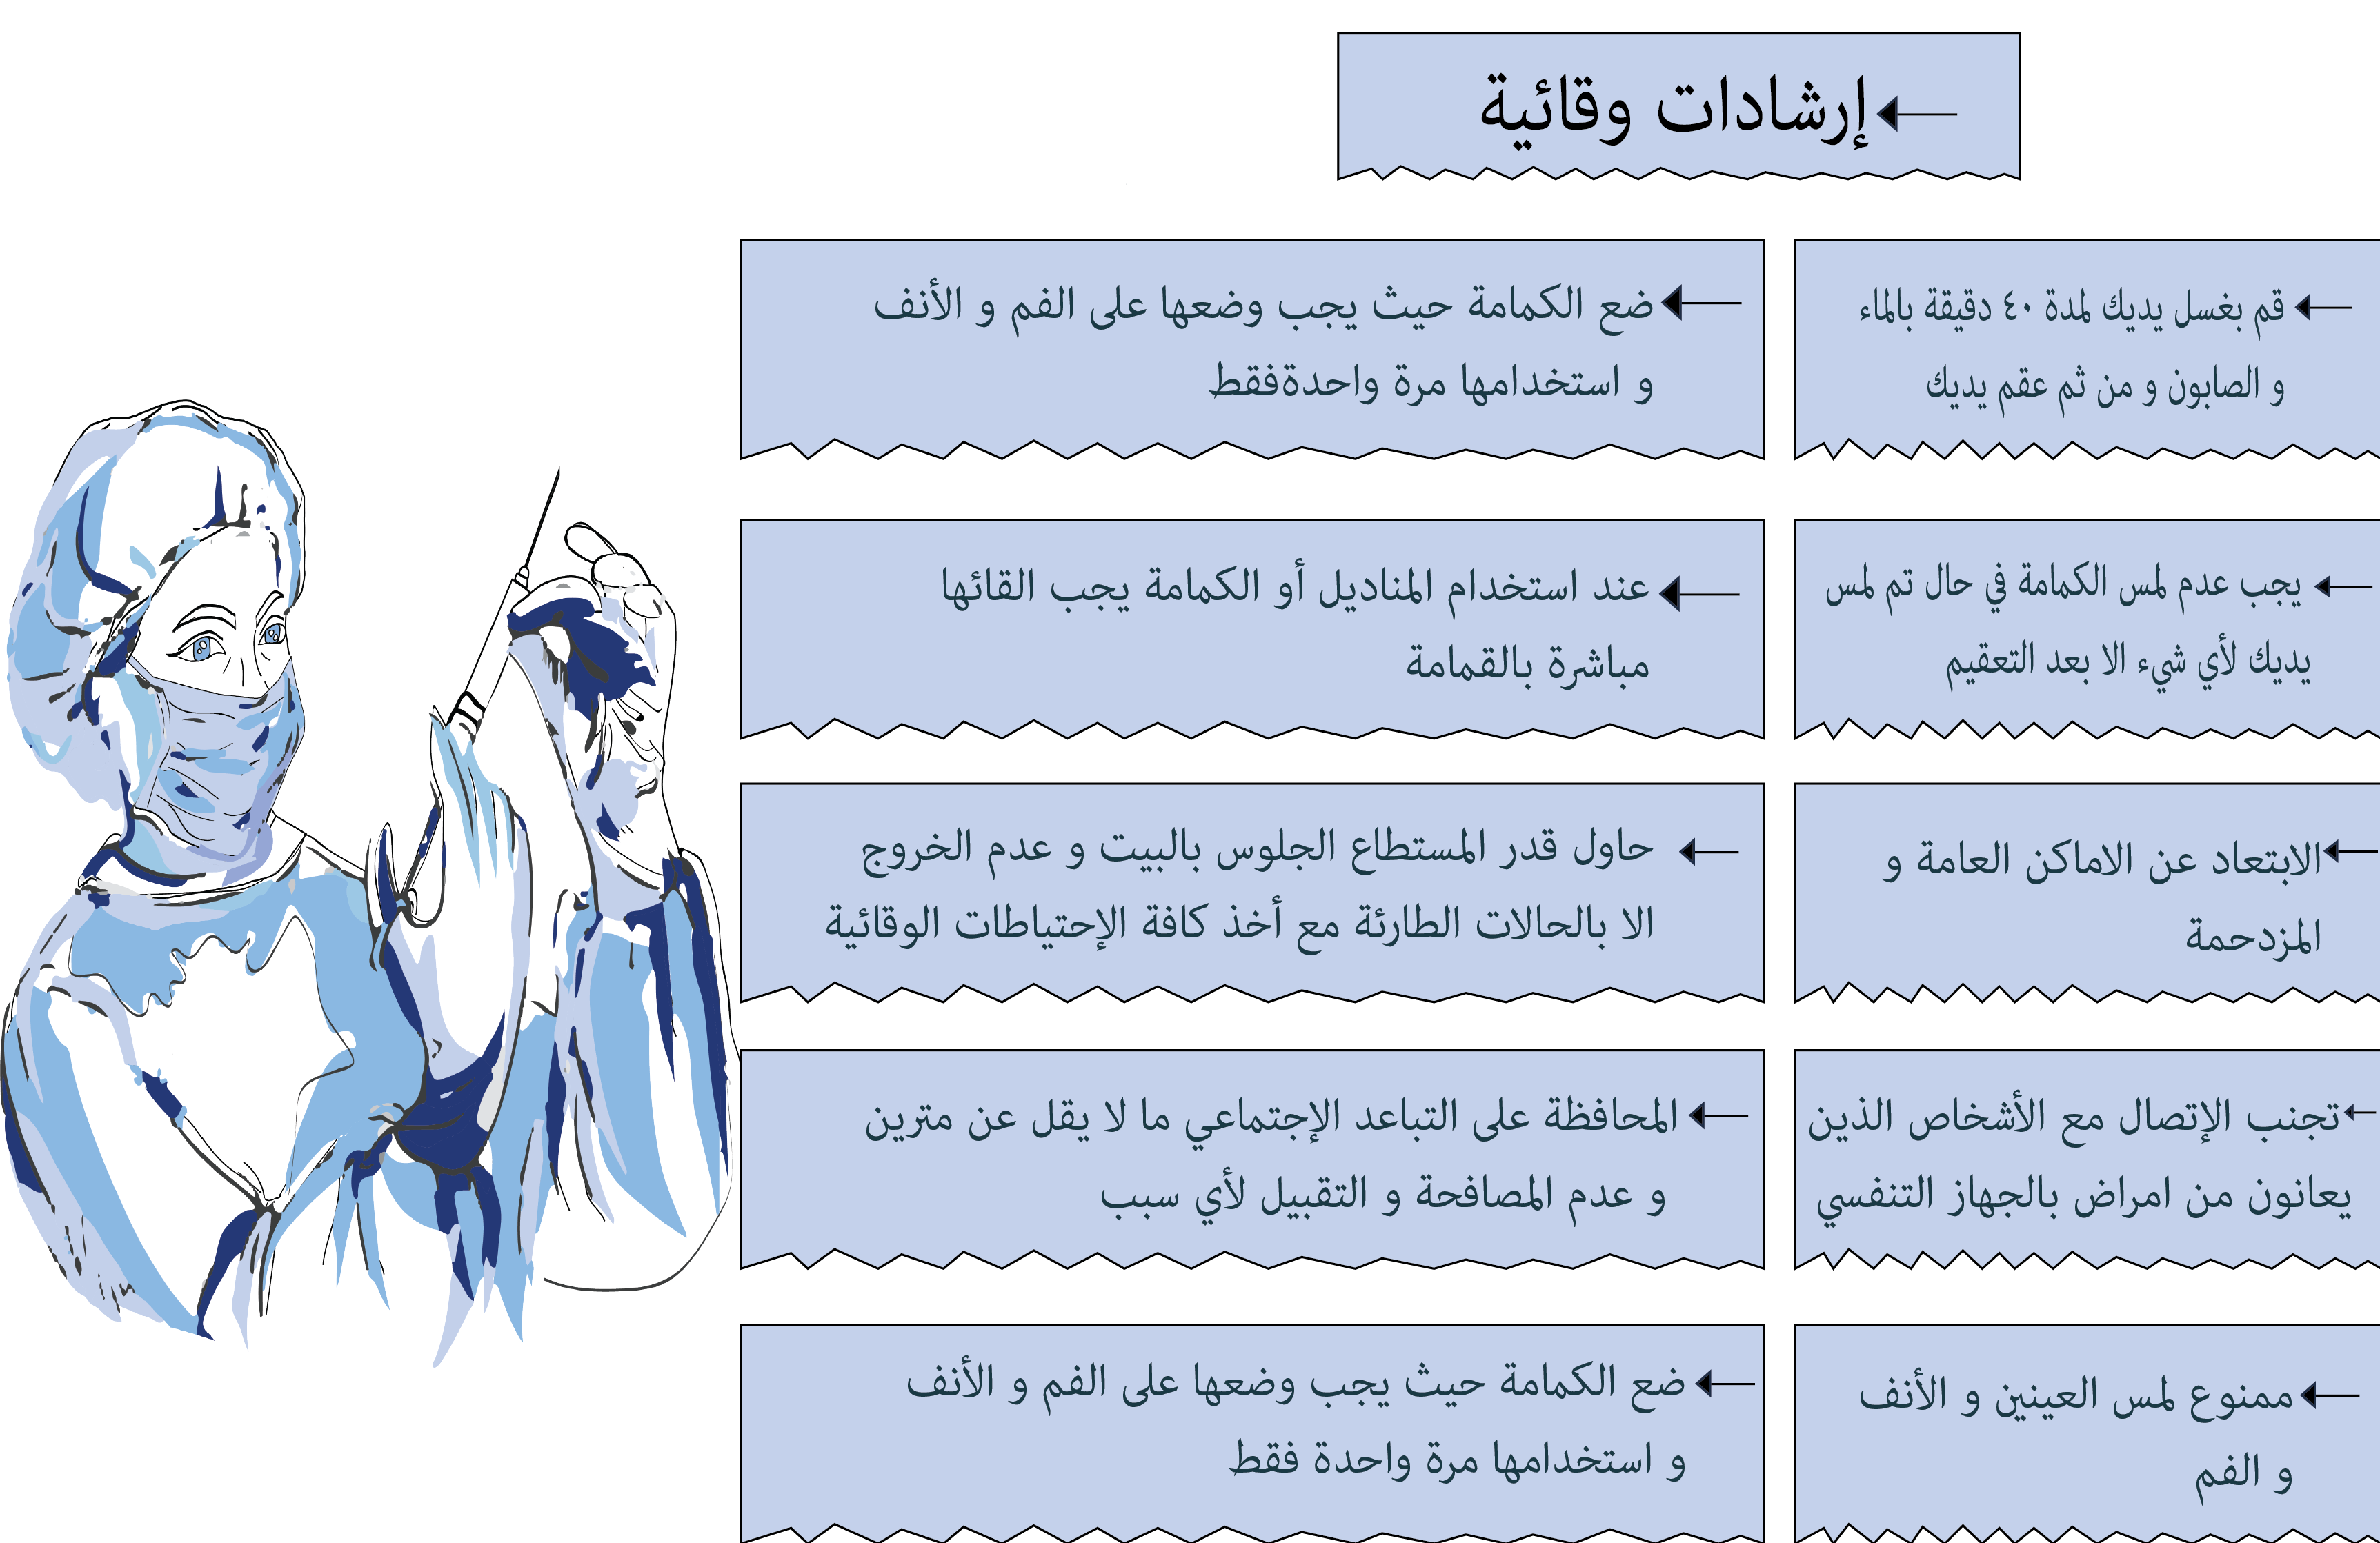 إرشادات وقائية
قم بغسل يديك لمدة ٤٠ دقيقة بالماء
و الصابون و من ثم عقم يديك
ضع الكمامة حيث يجب وضعها على الفم و الأنف
و استخدامها مرة واحدةفقط
يجب عدم لمس الكمامة في حال تم لمس
يديك لأي شيء الا بعد التعقيم
عند استخدام المناديل أو الكمامة يجب القائها
مباشرة بالقمامة
الابتعاد عن الاماكن العامة و
المزدحمة
حاول قدر المستطاع الجلوس بالبيت و عدم الخروج
الا بالحالات الطارئة مع أخذ كافة الإحتياطات الوقائية
تجنب الإتصال مع الأشخاص الذين
يعانون من امراض بالجهاز التنفسي
المحافظة على التباعد الإجتماعي ما لا يقل عن مترين
و عدم المصافحة و التقبيل لأي سبب
ممنوع لمس العينين و الأنف
و الفم
ضع الكمامة حيث يجب وضعها على الفم و الأنف
و استخدامها مرة واحدة فقط